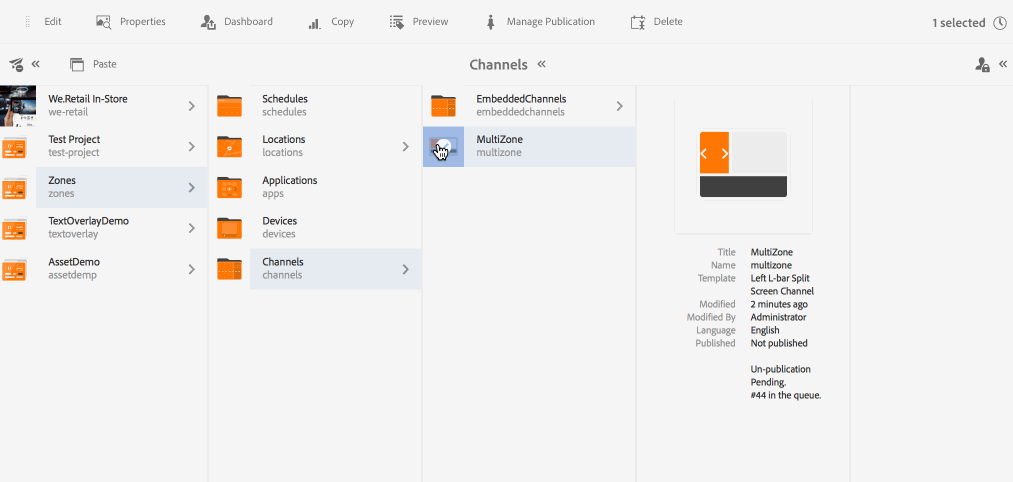 Edit Properties Dashboard Copy Preview Manage Publication Delete 1 selected
Paste Channels
We.Retail In-Store
we-retail
Test Project
test-project
Zones
zones
TextOverlayDemo
textoverlay
AssetDemo
assetdemp
Schedules
schedules
Locations
locations
Applications
apps
Devices
devices
Channels
channels
EmbeddedChannels
embeddedchannels
MultiZone
multizone
Title MultiZone
Name multizone
Template Left L-bar Split
Screen Channel
Modified 2 minutes ago
Modified By Administrator
Language English
Published Not published
Un-publication
Pending.
#44 in the queue.